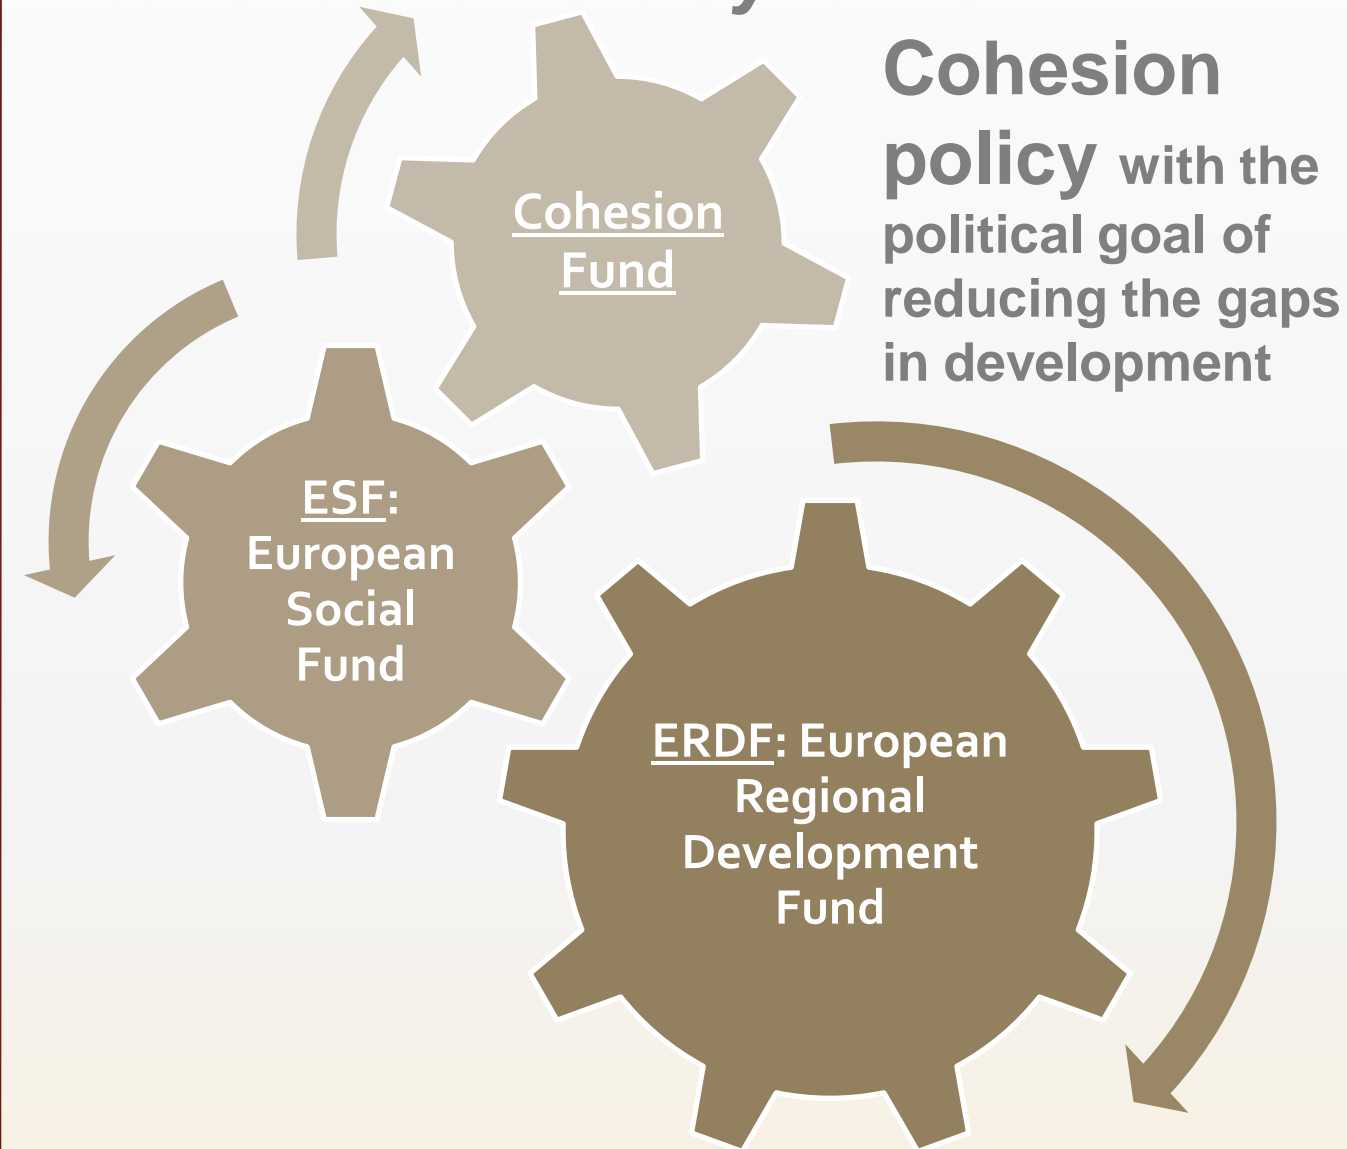 Cohesion
policy with the
political goal of
reducing the gaps
in development
Cohesion
Fund
ESF:
European
Social
Fund
ERDF: European
Regional
Development
Fund